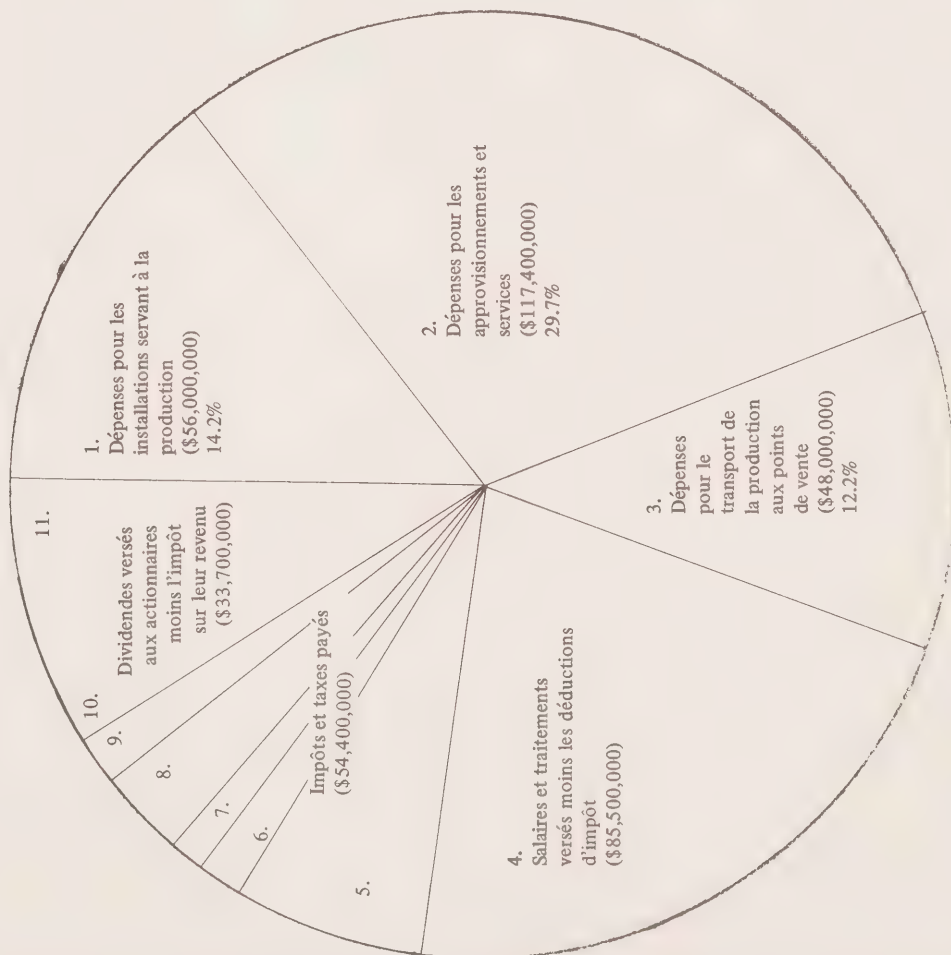 1.
Dépenses pour les
installations servant à la
production
($56,000,000)
14.2%
2.
Dépenses pour les
approvisionnements et
services
($117,400,000)
29.7%
3.
Dépenses
pour le
transport de
la production
aux points
de vente
($48,000,000)
12.2%
4.
Salaires et traitements
versés moins les déductions
d'impôt
($85,500,000)
5.
6.
7.
8.
9.
10.
Impôts et taxes payés
($54,400,000)
11.
Dividendes versés
aux actionnaires
moins l'impôt
sur leur revenu
($33,700,000)